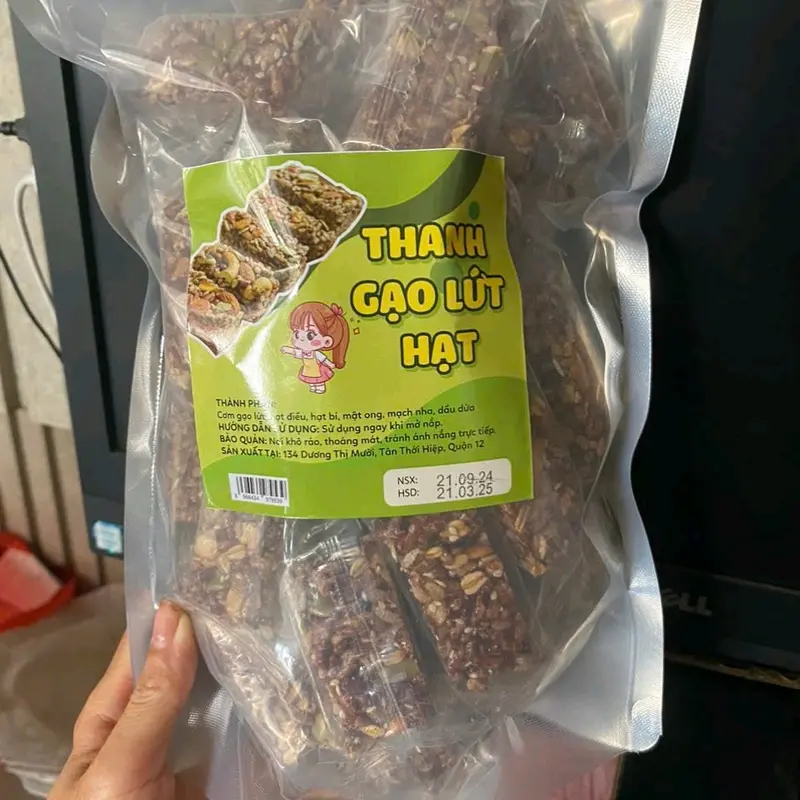 THANH
GẠO LỨT
HẠT
THÀNH PHẦN:
Cơm gạo lứt, hạt điều, hạt bí, mật ong, mạch nha, dầu dừa
HƯỚNG DẪN SỬ DỤNG: Sử dụng ngay khi mở nắp.
BẢO QUẢN: Nơi khô ráo, thoáng mát, tránh ánh nắng trực tiếp.
SẢN XUẤT TẠI: 134 Dương Thị Mười, Tân Thới Hiệp, Quận 12
NSX: 21.09.24
HSD: 21.03.25
DELL